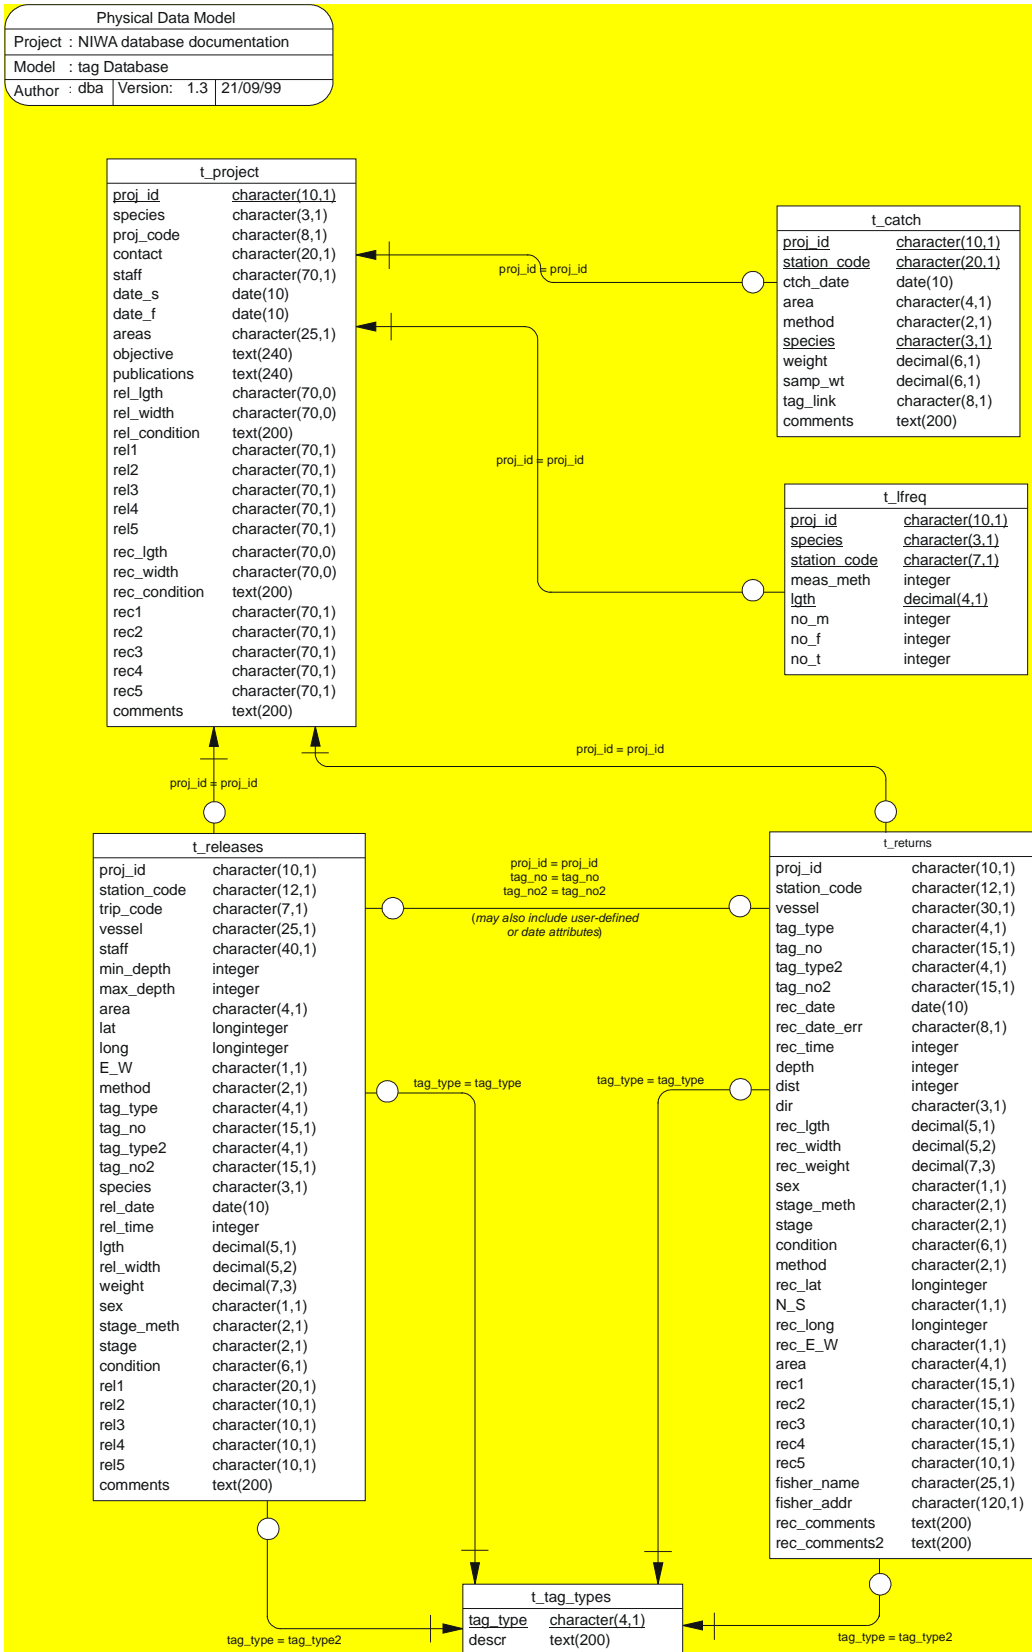 Physical Data Model
Project : NIWA database documentation
Model : tag Database
Author : dba Version: 1.3 21/09/99
t_project
proj_id character(10,1)
species character(3,1)
proj_code character(8,1)
contact character(20,1)
staff character(70,1)
date_s date(10)
date_f date(10)
areas character(25,1)
objective text(240)
publications text(240)
rel_lgth character(70,0)
rel_width character(70,0)
rel_condition text(200)
rel1 character(70,1)
rel2 character(70,1)
rel3 character(70,1)
rel4 character(70,1)
rel5 character(70,1)
rec_lgth character(70,0)
rec_width character(70,0)
rec_condition text(200)
rec1 character(70,1)
rec2 character(70,1)
rec3 character(70,1)
rec4 character(70,1)
rec5 character(70,1)
comments text(200)
proj_id = proj_id
t_catch
proj_id character(10,1)
station_code character(20,1)
ctch_date date(10)
area character(4,1)
method character(2,1)
species character(3,1)
weight decimal(6,1)
samp_wt decimal(6,1)
tag_link character(8,1)
comments text(200)
proj_id = proj_id
t_lfreq
proj_id character(10,1)
species character(3,1)
station_code character(7,1)
meas_meth integer
lgth decimal(4,1)
no_m integer
no_f integer
no_t integer
proj_id = proj_id
proj_id = proj_id
t_releases
proj_id character(10,1)
station_code character(12,1)
trip_code character(7,1)
vessel character(25,1)
staff character(40,1)
min_depth integer
max_depth integer
area character(4,1)
lat longinteger
long longinteger
E_W character(1,1)
method character(2,1)
tag_type character(4,1)
tag_no character(15,1)
tag_type2 character(4,1)
tag_no2 character(15,1)
species character(3,1)
rel_date date(10)
rel_time integer
lgth decimal(5,1)
rel_width decimal(5,2)
weight decimal(7,3)
sex character(1,1)
stage_meth character(2,1)
stage character(2,1)
condition character(6,1)
rel1 character(20,1)
rel2 character(10,1)
rel3 character(10,1)
rel4 character(10,1)
rel5 character(10,1)
comments text(200)
proj_id = proj_id
tag_no = tag_no
tag_no2 = tag_no2
(may also include user-defined
or date attributes)
tag_type = tag_type
tag_type = tag_type
t_returns
proj_id character(10,1)
station_code character(12,1)
vessel character(30,1)
tag_type character(4,1)
tag_no character(15,1)
tag_type2 character(4,1)
tag_no2 character(15,1)
rec_date date(10)
rec_date_err character(8,1)
rec_time integer
depth integer
dist integer
dir character(3,1)
rec_lgth decimal(5,1)
rec_width decimal(5,2)
rec_weight decimal(7,3)
sex character(1,1)
stage_meth character(2,1)
stage character(2,1)
condition character(6,1)
method character(2,1)
rec_lat longinteger
N_S character(1,1)
rec_long longinteger
rec_E_W character(1,1)
area character(4,1)
rec1 character(15,1)
rec2 character(15,1)
rec3 character(10,1)
rec4 character(15,1)
rec5 character(10,1)
fisher_name character(25,1)
fisher_addr character(120,1)
rec_comments text(200)
rec_comments2 text(200)
t_tag_types
tag_type character(4,1)
descr text(200)
tag_type = tag_type2
tag_type = tag_type2